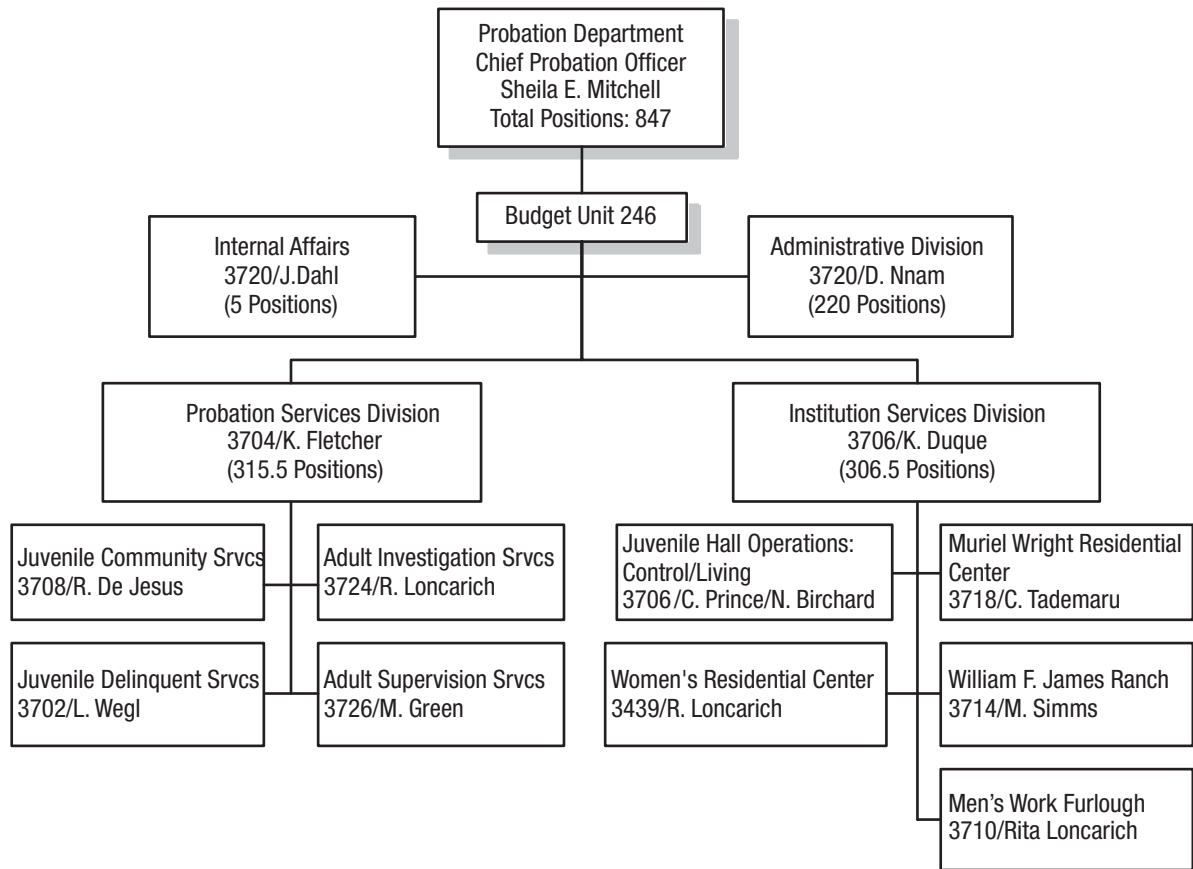 Probation Department
Chief Probation Officer
Sheila E. Mitchell
Total Positions: 847
Budget Unit 246
Internal Affairs
3720/J.Dahl
(5 Positions)
Administrative Division
3720/D. Nnam
(220 Positions)
Probation Services Division
3704/K. Fletcher
(315.5 Positions)
Institution Services Division
3706/K. Duque
(306.5 Positions)
Juvenile Community Srvcs
3708/R. De Jesus
Adult Investigation Srvcs
3724/R. Loncarich
Juvenile Delinquent Srvcs
3702/L. Wegl
Adult Supervision Srvcs
3726/M. Green
Juvenile Hall Operations:
Control/Living
3706/C. Prince/N. Birchard
Muriel Wright Residential
Center
3718/C. Tademaru
Women's Residential Center
3439/R. Loncarich
William F. James Ranch
3714/M. Simms
Men’s Work Furlough
3710/Rita Loncarich